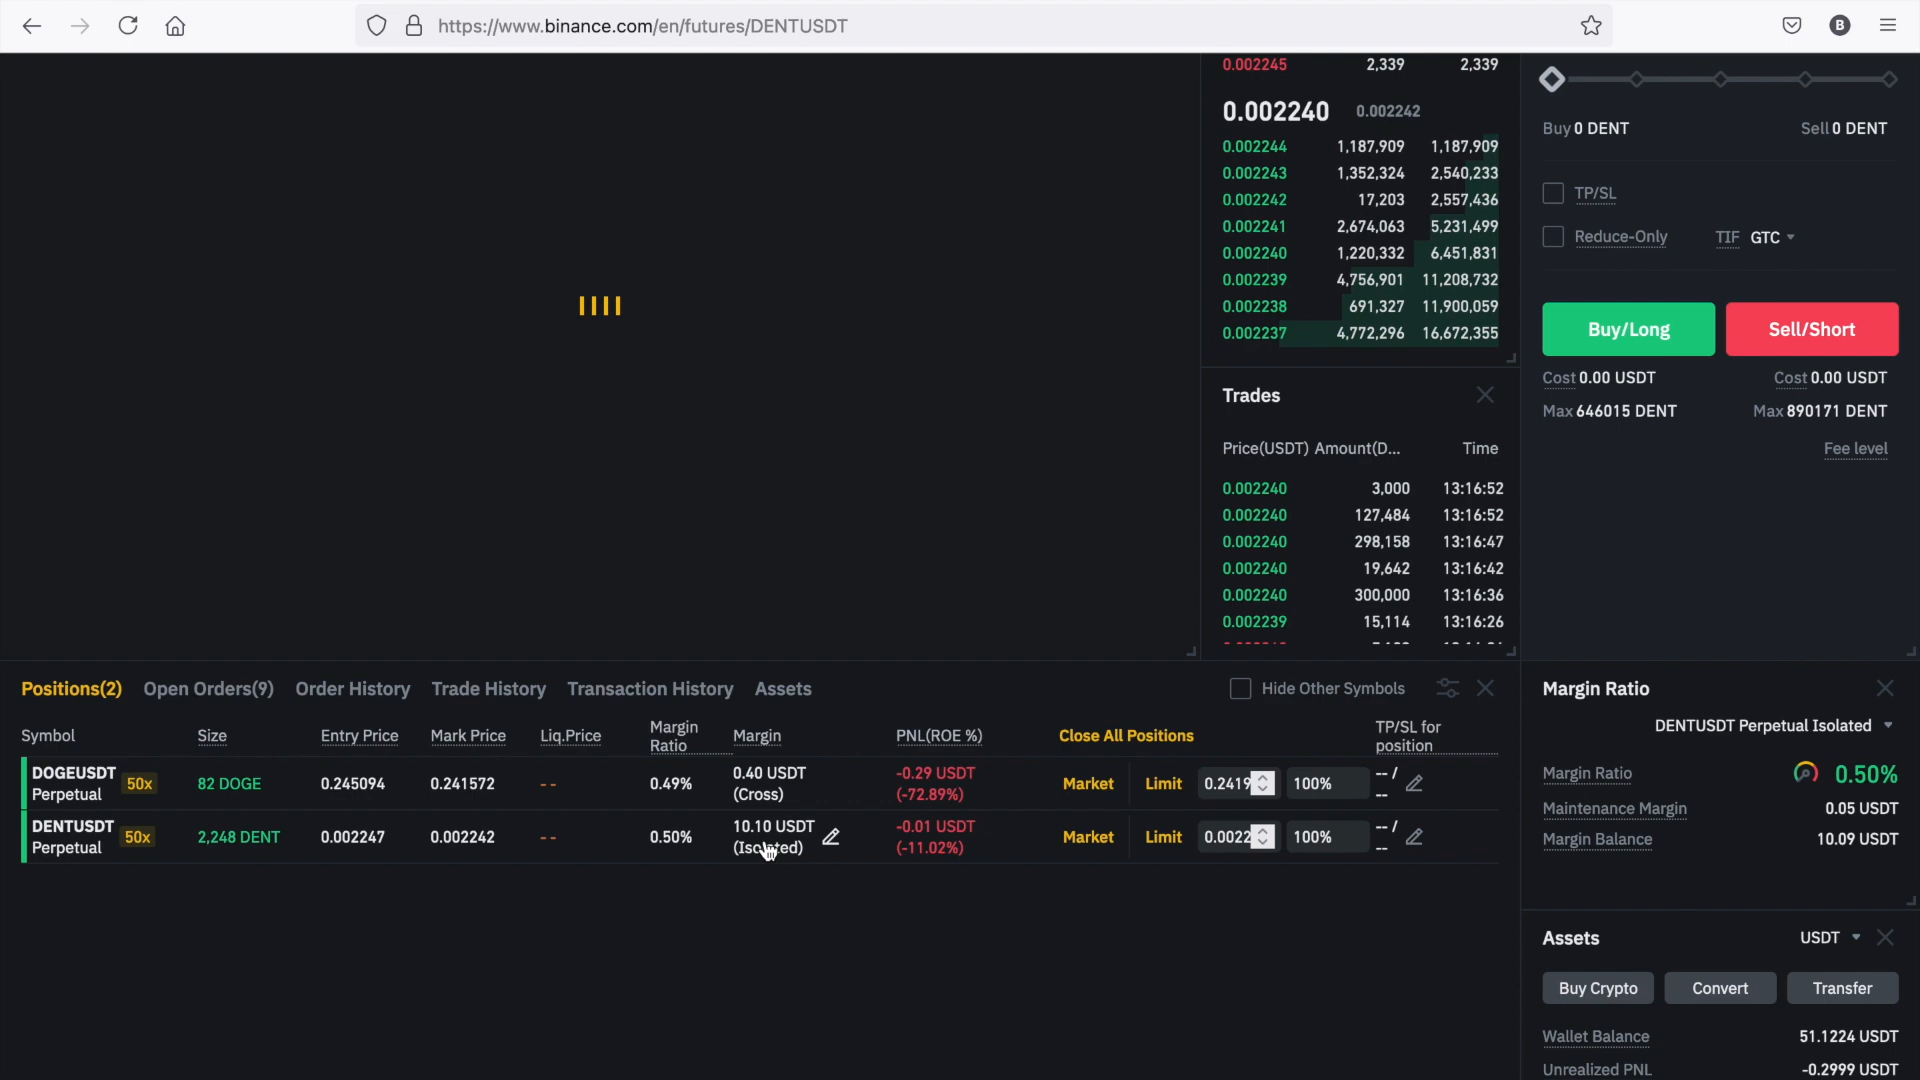 https://www.binance.com/en/futures/DENTUSDT
B
0.002245 2,339 2,339
0.002240 0.002242
0.002244 1,187,909 1,187,909
0.002243 1,352,324 2,540,233
0.002242 17,203 2,557,436
0.002241 2,674,063 5,231,499
0.002240 1,220,332 6,451,831
0.002239 4,756,901 11,208,732
0.002238 691,327 11,900,059
0.002237 4,772,296 16,672,355
Trades
Price(USDT) Amount(D... Time
0.002240 3,000 13:16:52
0.002240 127,484 13:16:52
0.002240 298,158 13:16:47
0.002240 19,642 13:16:42
0.002240 300,000 13:16:36
0.002239 15,114 13:16:26
Buy 0 DENT Sell 0 DENT
TP/SL
Reduce-Only TIF GTC
Buy/Long Sell/Short
Cost 0.00 USDT Cost 0.00 USDT
Max 646015 DENT Max 890171 DENT
Fee level
Positions(2) Open Orders(9) Order History Trade History Transaction History Assets Hide Other Symbols
Symbol Size Entry Price Mark Price Liq.Price Margin Ratio Margin PNL(ROE %) Close All Positions TP/SL for position
DOGEUSDT Perpetual 50x 82 DOGE 0.245094 0.241572 -- 0.49% 0.40 USDT (Cross) -0.29 USDT (-72.89%) Market Limit 0.2419 100% -- / --
DENTUSDT Perpetual 50x 2,248 DENT 0.002247 0.002242 -- 0.50% 10.10 USDT (Isolated) -0.01 USDT (-11.02%) Market Limit 0.0022 100% -- / --
Margin Ratio
DENTUSDT Perpetual Isolated
Margin Ratio 0.50%
Maintenance Margin 0.05 USDT
Margin Balance 10.09 USDT
Assets USDT
Buy Crypto Convert Transfer
Wallet Balance 51.1224 USDT
Unrealized PNL -0.2999 USDT